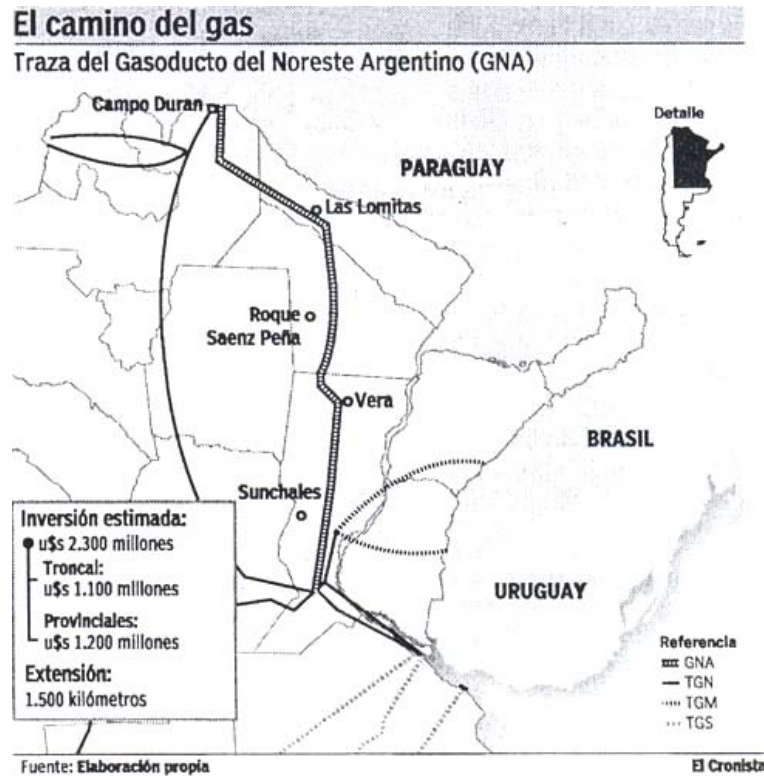 El camino del gas
Traza del Gasoducto del Noreste Argentino (GNA)
Campo Duran
Detalle
PARAGUAY
Las Lomitas
Roque
Saenz Peña
Vera
BRASIL
Sunchales
Inversión estimada:
u$s 2.300 millones
Troncal:
u$s 1.100 millones
Provinciales:
u$s 1.200 millones
Extensión:
1.500 kilómetros
URUGUAY
Referencia
GNA
TGN
TGM
TGS
Fuente: Elaboración propia
El Cronista